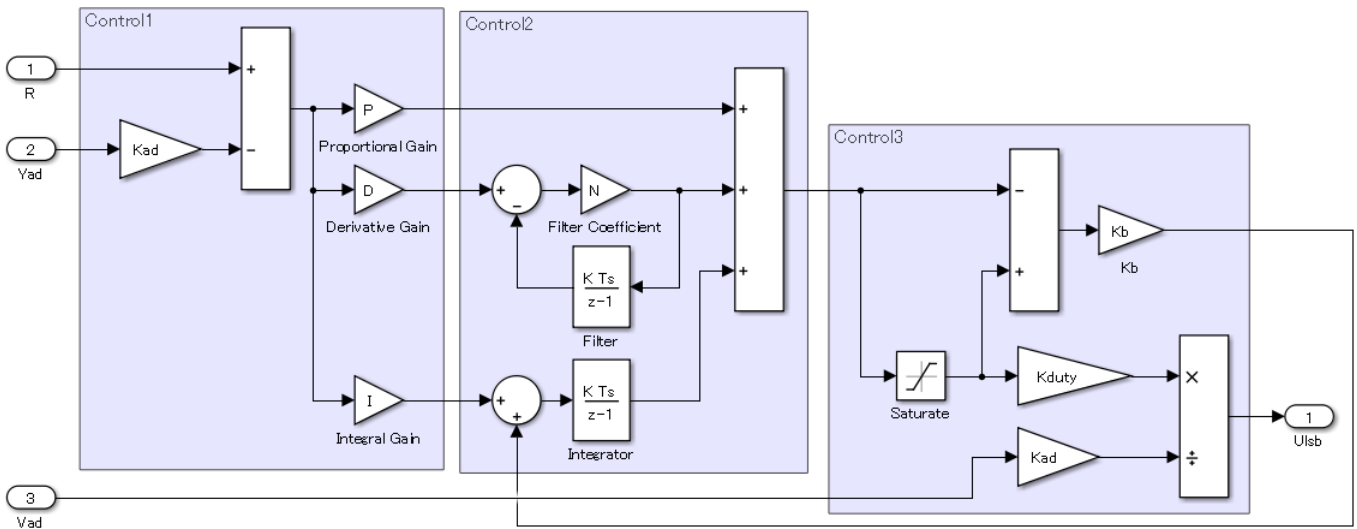 Control1
1
R
2
Yad
Kad
+
−
P
Proportional Gain
D
Derivative Gain
I
Integral Gain
Control2
+
−
N
Filter Coefficient
K Ts
z−1
Filter
+
+
K Ts
z−1
Integrator
+
+
+
Control3
−
+
Kb
Kb
Saturate
Kduty
Kad
×
÷
1
Ulsb
3
Vad